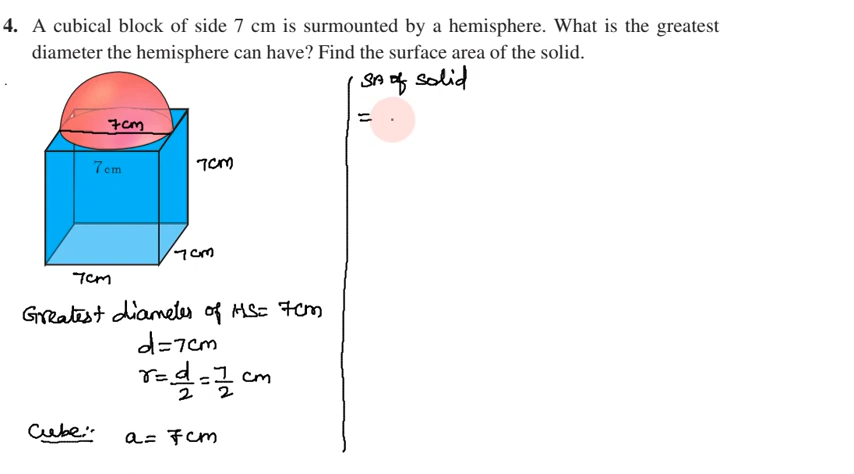 4. A cubical block of side 7 cm is surmounted by a hemisphere. What is the greatest
diameter the hemisphere can have? Find the surface area of the solid.
7cm
7 cm
7cm
7cm
7cm
Greatest diameter of HS= 7cm
d=7cm
r=d/2=7/2 cm
Cube:- a= 7cm
SA of solid
=